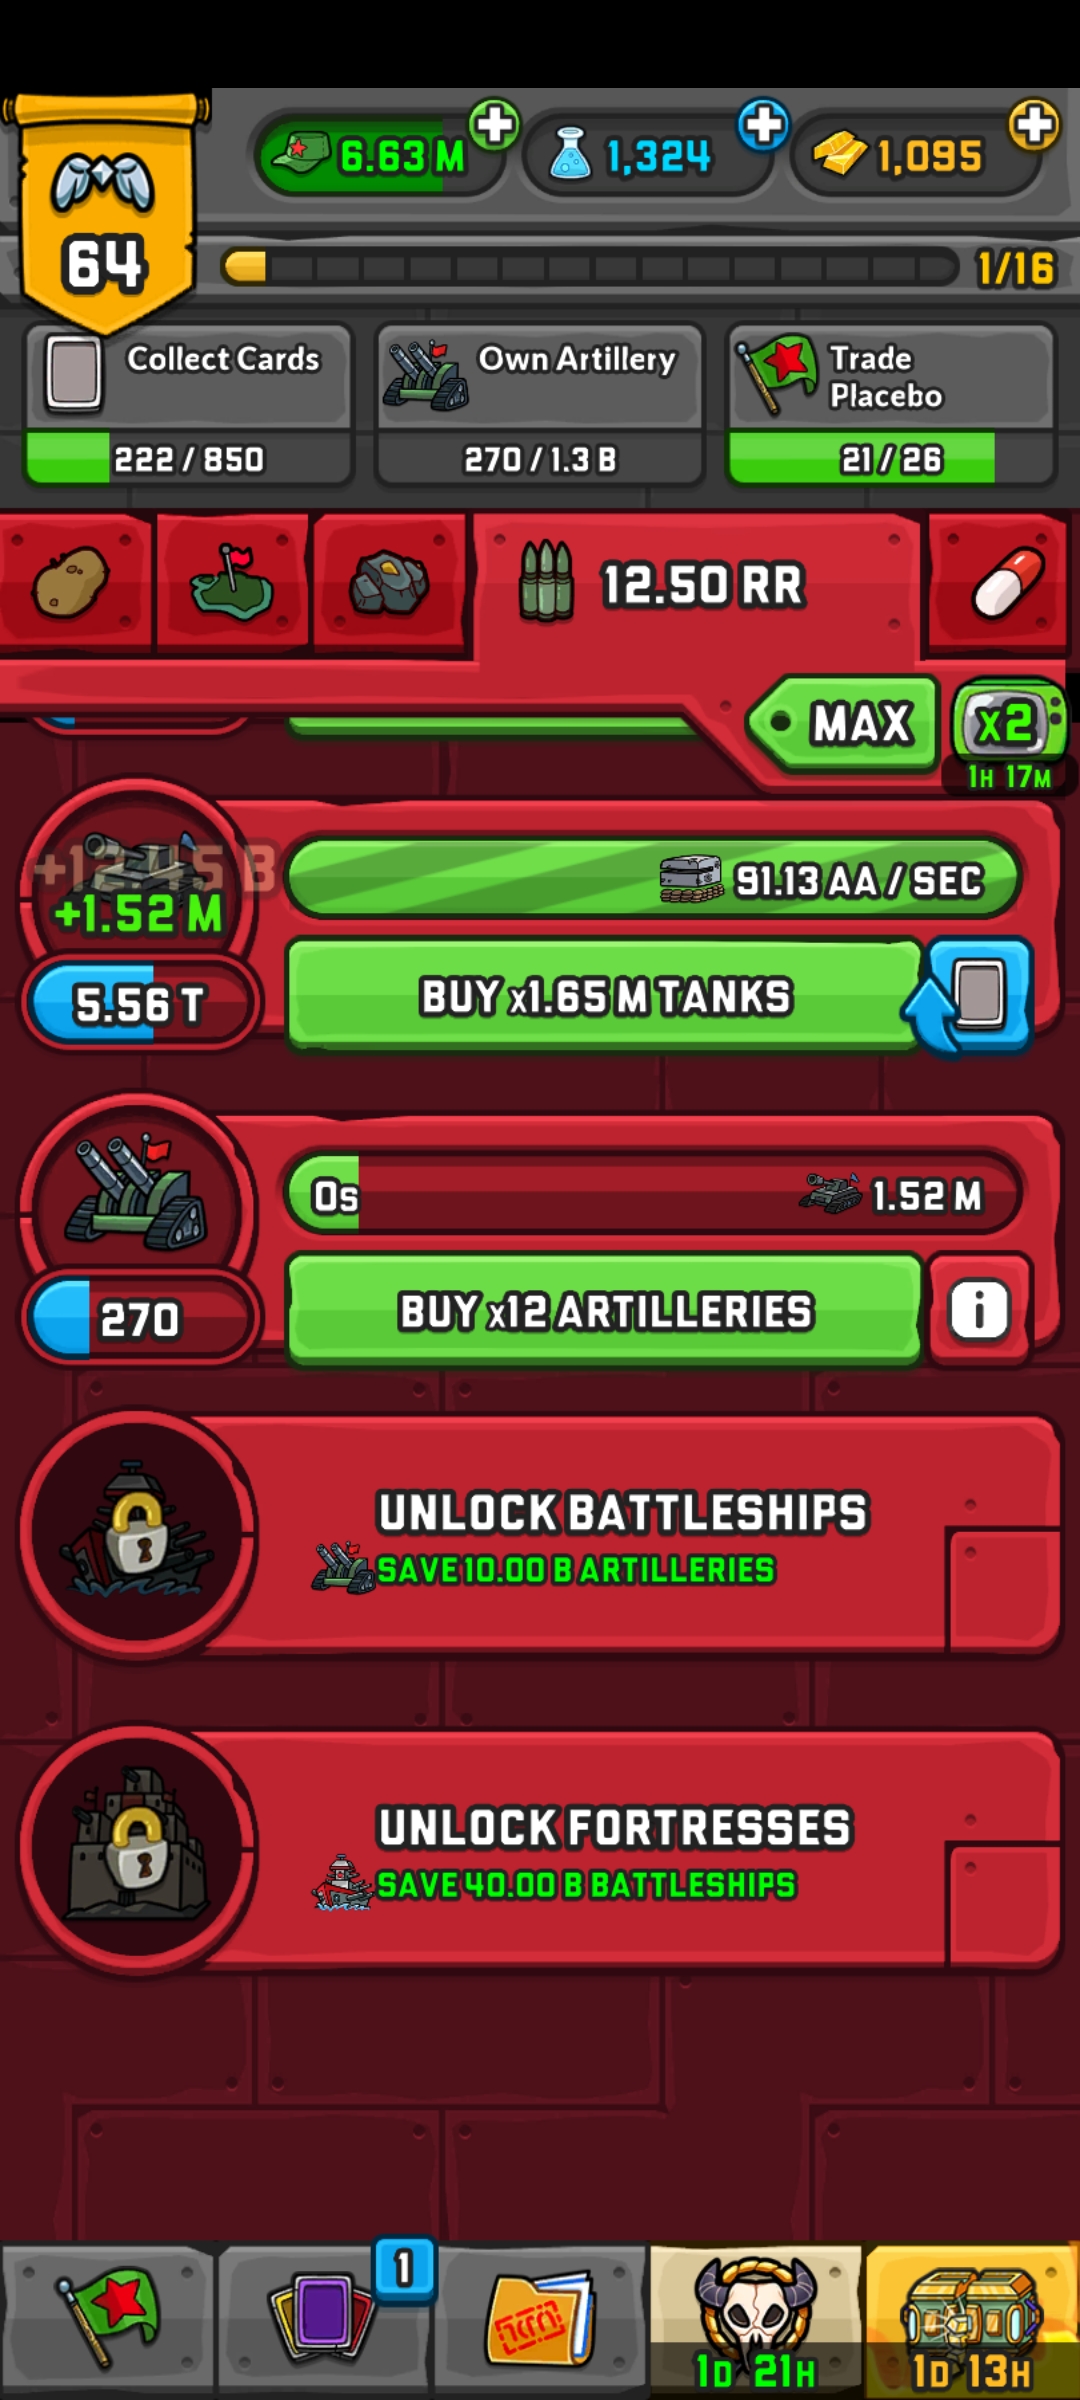 6.63 M
1,324
1,095
64
1/16
Collect Cards
222 / 850
Own Artillery
270 / 1.3 B
Trade
Placebo
21 / 26
12.50 RR
MAX
x2
1H 17M
+12.45 B
+1.52 M
91.13 AA / SEC
5.56 T
BUY x1.65 M TANKS
0s
1.52 M
270
BUY x12 ARTILLERIES
i
UNLOCK BATTLESHIPS
SAVE 10.00 B ARTILLERIES
UNLOCK FORTRESSES
SAVE 40.00 B BATTLESHIPS
1
1D 21H
1D 13H